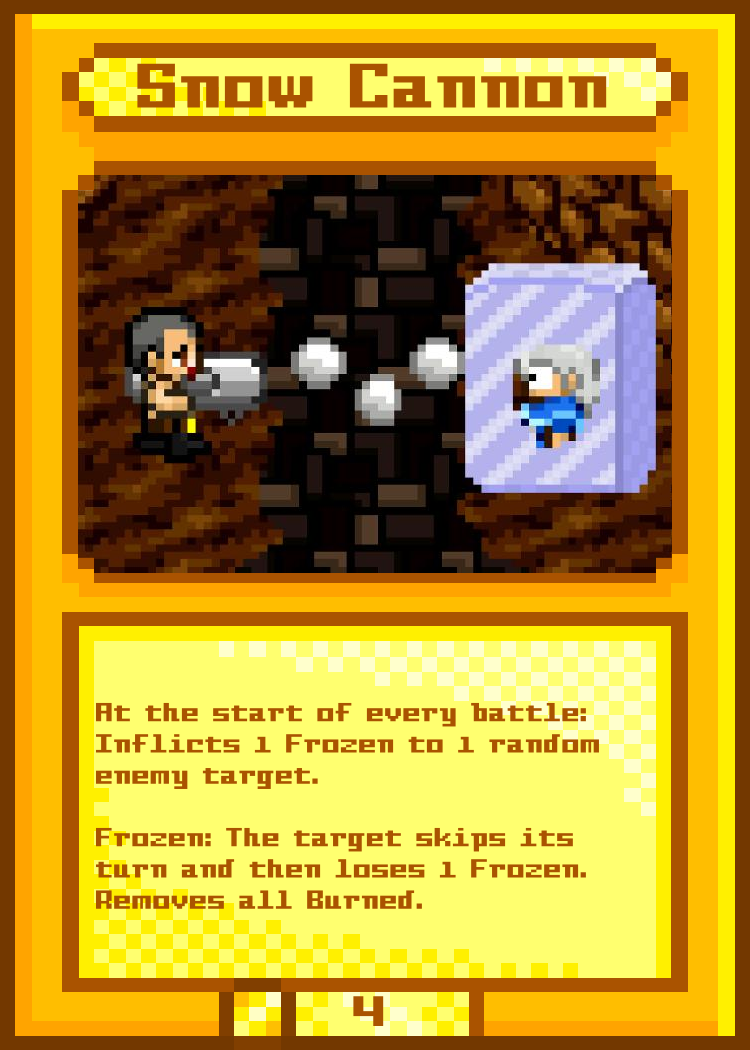 Snow Cannon
At the start of every battle:
Inflicts 1 Frozen to 1 random
enemy target.
Frozen: The target skips its
turn and then loses 1 Frozen.
Removes all Burned.
4